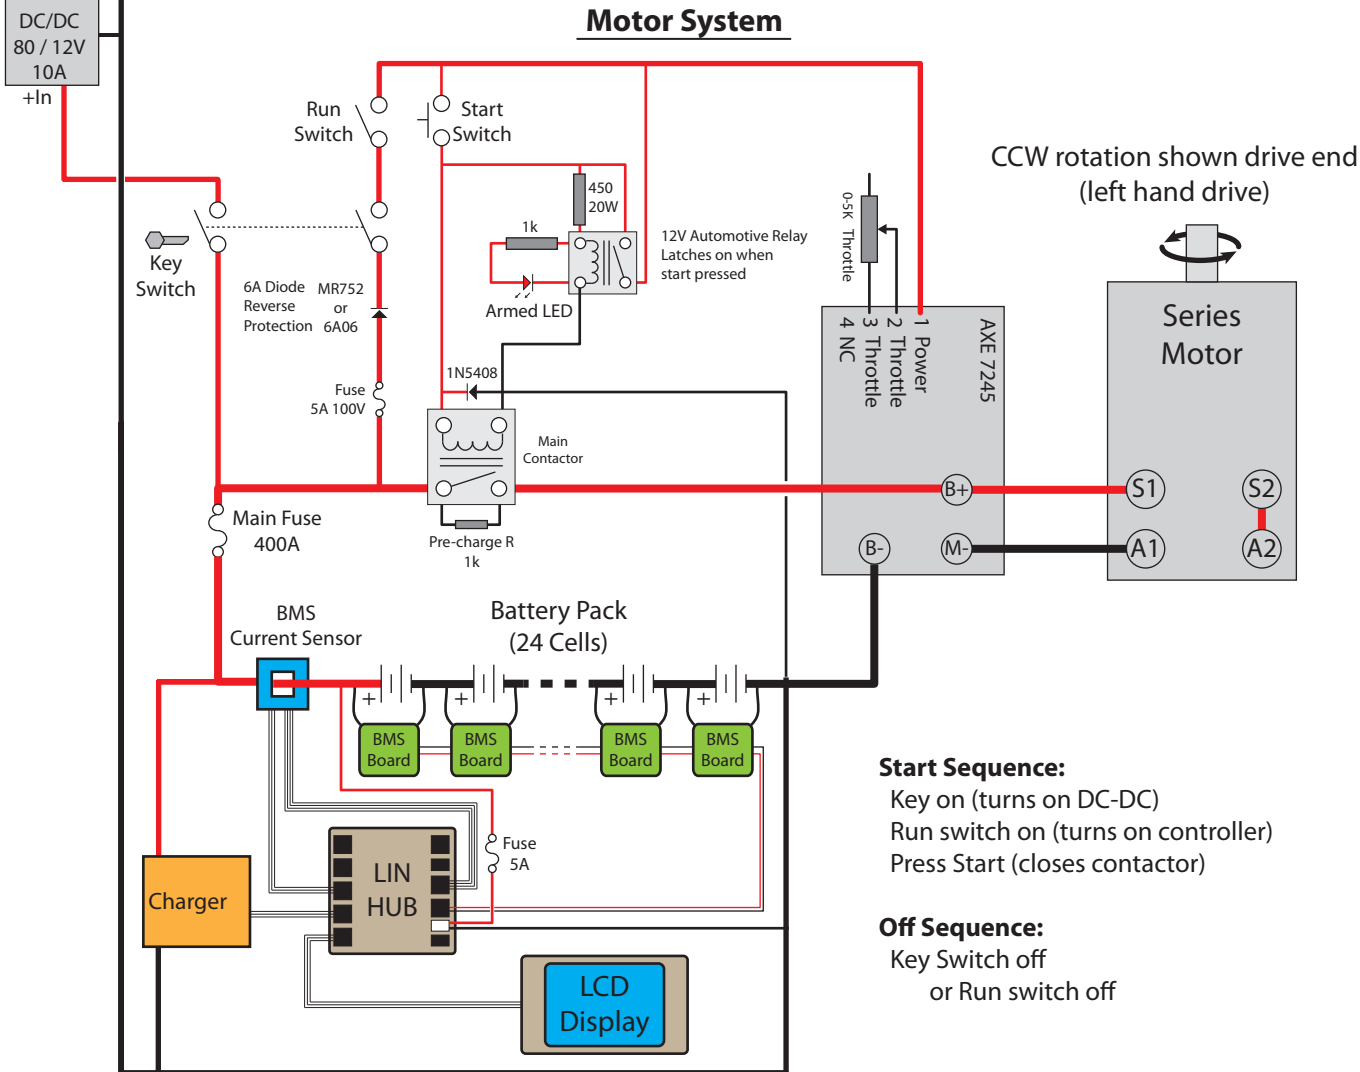 Motor System
DC/DC
80 / 12V
10A
+In
Run
Switch
Start
Switch
CCW rotation shown drive end
(left hand drive)
450
20W
1k
12V Automotive Relay
Latches on when
start pressed
Armed LED
0-5K Throttle
Key
Switch
6A Diode
Reverse
Protection
MR752
or
6A06
Fuse
5A 100V
1N5408
Main
Contactor
1 Power
2 Throttle
3 Throttle
4 NC
AXE 7245
Series
Motor
B+
S1
S2
B-
M-
A1
A2
Main Fuse
400A
Pre-charge R
1k
BMS
Current Sensor
Battery Pack
(24 Cells)
+
+
+
+
BMS
Board
BMS
Board
BMS
Board
BMS
Board
Fuse
5A
LIN
HUB
Charger
LCD
Display
Start Sequence:
Key on (turns on DC-DC)
Run switch on (turns on controller)
Press Start (closes contactor)
Off Sequence:
Key Switch off
or Run switch off